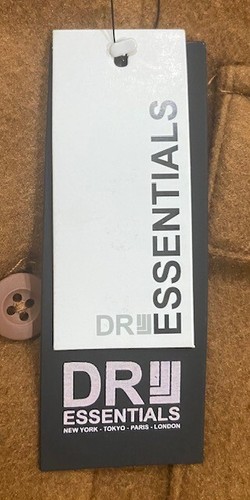 DR
ESSENTIALS
DR
ESSENTIALS
NEW YORK - TOKYO - PARIS - LONDON